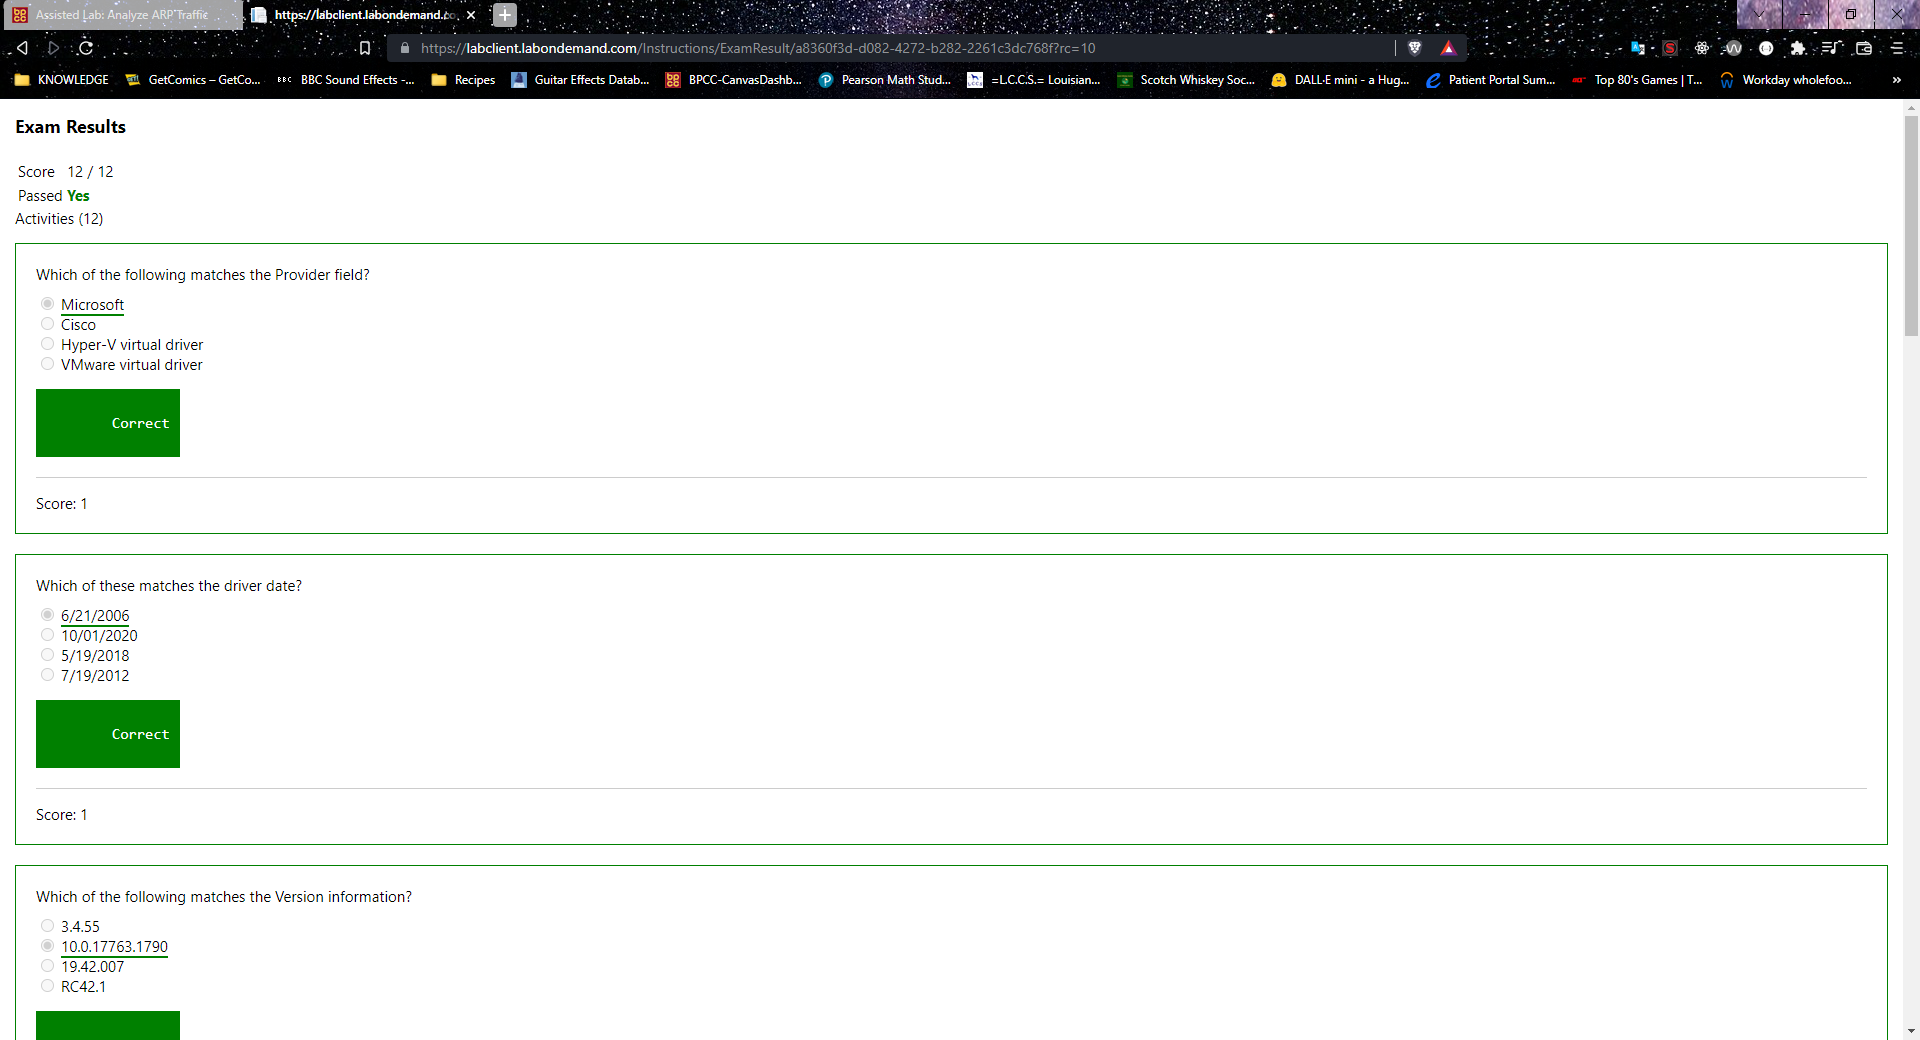 Assisted Lab: Analyze ARP Traffic
https://labclient.labondemand.co
https://labclient.labondemand.com/Instructions/ExamResult/a8360f3d-d082-4272-b282-2261c3dc768f?rc=10
KNOWLEDGE GetComics – GetCo... BBC BBC Sound Effects -... Recipes Guitar Effects Datab... BPCC-CanvasDashb... Pearson Math Stud... =L.C.C.S.= Louisian... Scotch Whiskey Soc... DALL·E mini - a Hug... Patient Portal Sum... Top 80's Games | T... Workday wholefoo... »
Exam Results
Score 12 / 12
Passed Yes
Activities (12)
Which of the following matches the Provider field?
Microsoft
Cisco
Hyper-V virtual driver
VMware virtual driver
Correct
Score: 1
Which of these matches the driver date?
6/21/2006
10/01/2020
5/19/2018
7/19/2012
Correct
Score: 1
Which of the following matches the Version information?
3.4.55
10.0.17763.1790
19.42.007
RC42.1